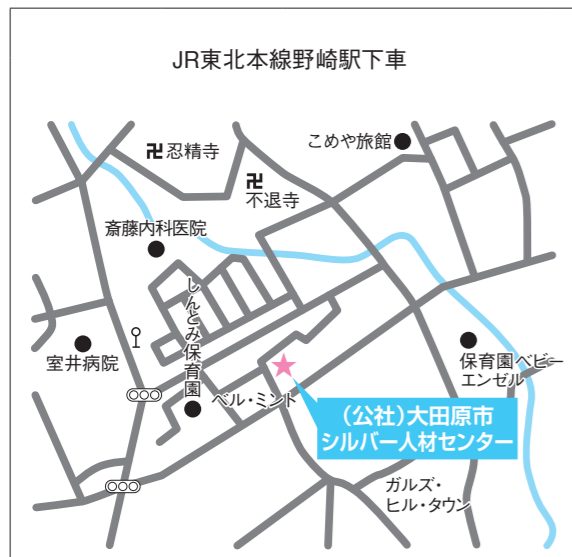 JR東北本線野崎駅下車
卍忍精寺
こめや旅館
卍
不退寺
斎藤内科医院
しんとみ保育園
室井病院
ベル・ミント
保育園ベビー
エンゼル
(公社)大田原市
シルバー人材センター
ガルズ・
ヒル・タウン